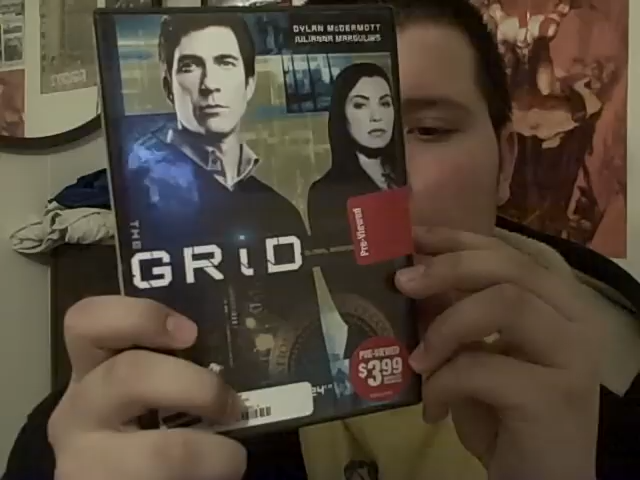 DYLAN McDERMOTT
JULIANNA MARGULIES
THE
GRID
Pre-Viewed
PRE-VIEWED
$3.99